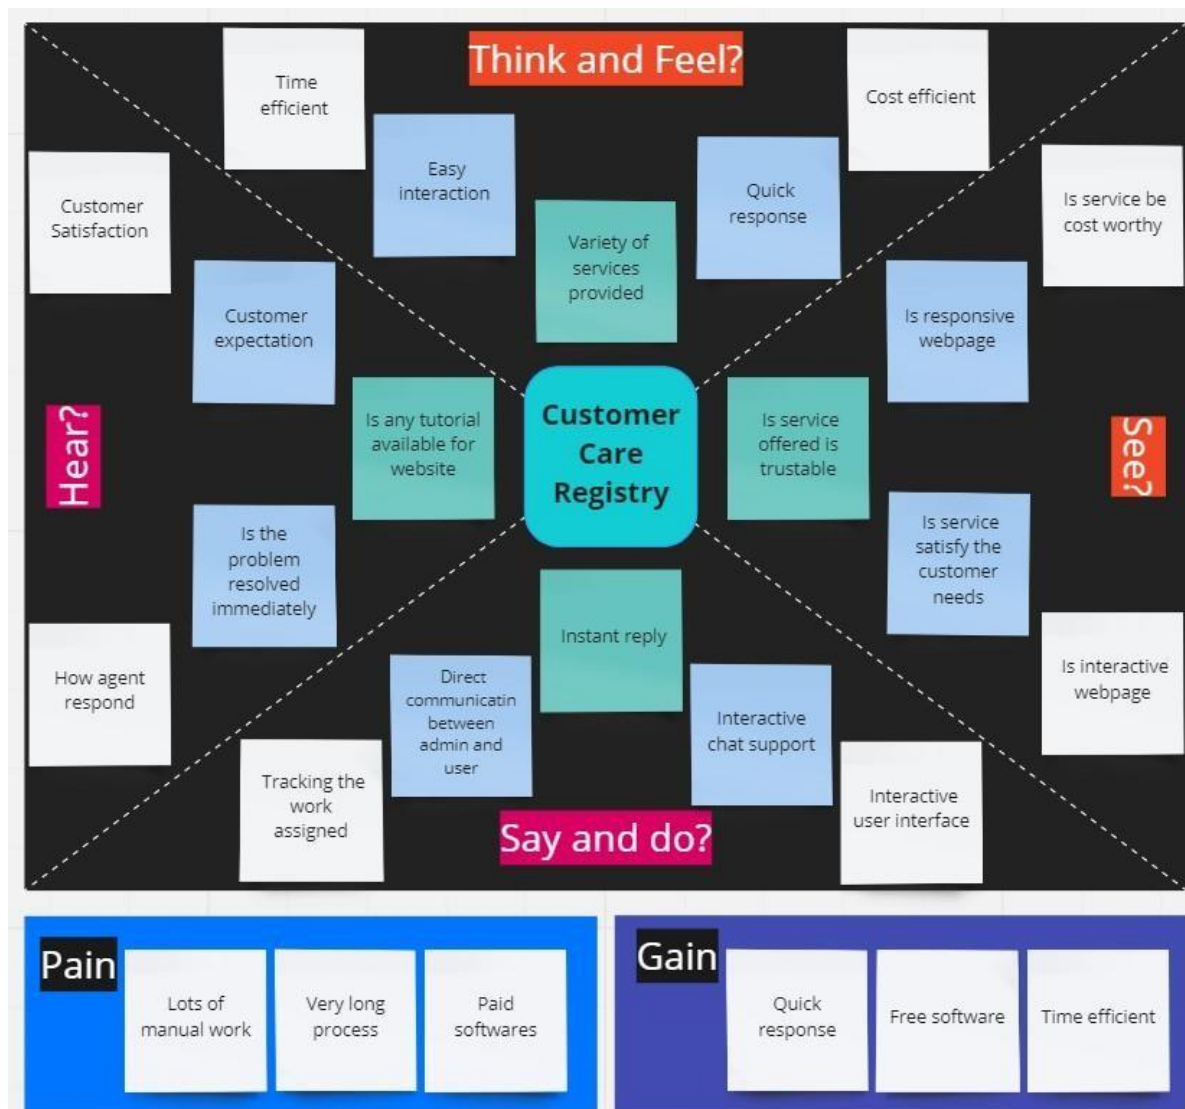 Think and Feel?
Time
efficient
Easy
interaction
Variety of
services
provided
Quick
response
Cost efficient
Hear?
Customer
Satisfaction
Customer
expectation
Is any tutorial
available for
website
Is the
problem
resolved
immediately
How agent
respond
Customer
Care
Registry
See?
Is service be
cost worthy
Is responsive
webpage
Is service
offered is
trustable
Is service
satisfy the
customer
needs
Is interactive
webpage
Say and do?
Tracking the
work
assigned
Direct
communicatin
between
admin and
user
Instant reply
Interactive
chat support
Interactive
user interface
Pain
Lots of
manual work
Very long
process
Paid
softwares
Gain
Quick
response
Free software
Time efficient